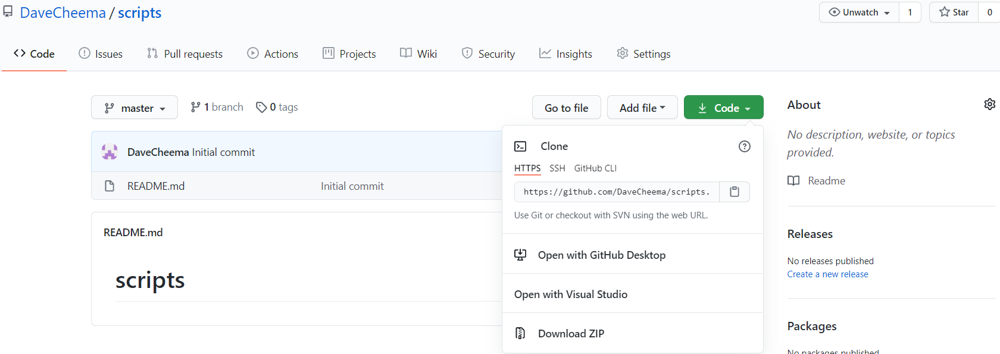 DaveCheema / scripts
Unwatch 1 Star 0
Code Issues Pull requests Actions Projects Wiki Security Insights Settings
master 1 branch 0 tags
Go to file Add file Code
DaveCheema Initial commit
README.md Initial commit
README.md
scripts
Clone
HTTPS SSH GitHub CLI
https://github.com/DaveCheema/scripts.
Use Git or checkout with SVN using the web URL.
Open with GitHub Desktop
Open with Visual Studio
Download ZIP
About
No description, website, or topics
provided.
Readme
Releases
No releases published
Create a new release
Packages
No packages published